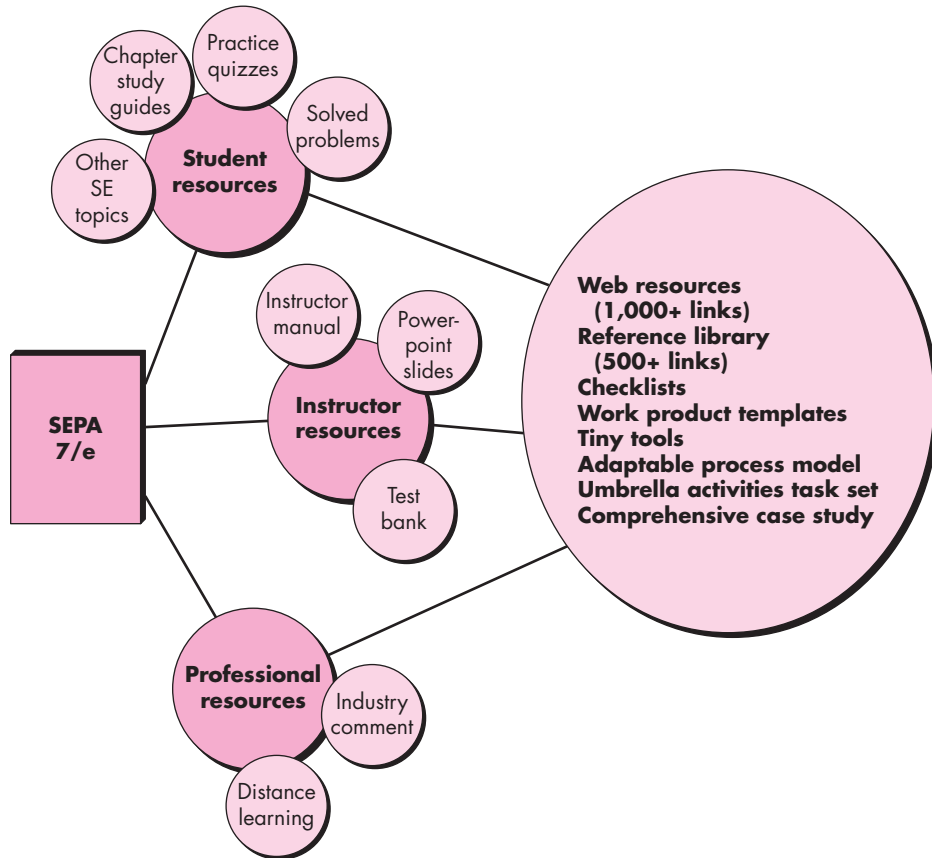 Practice
quizzes
Chapter
study
guides
Solved
problems
Student
resources
Other
SE
topics
Instructor
manual
Power-
point
slides
Instructor
resources
Test
bank
SEPA
7/e
Web resources
(1,000+ links)
Reference library
(500+ links)
Checklists
Work product templates
Tiny tools
Adaptable process model
Umbrella activities task set
Comprehensive case study
Professional
resources
Industry
comment
Distance
learning